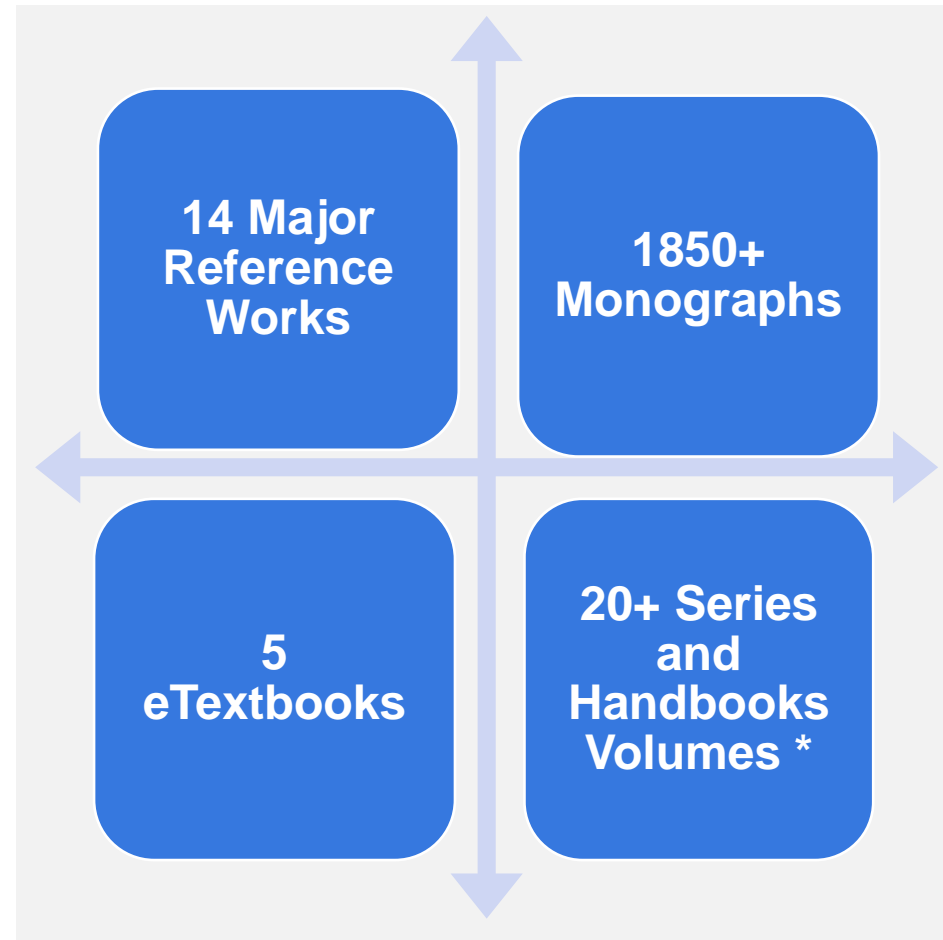 14 Major
Reference
Works
1850+
Monographs
5
eTextbooks
20+ Series
and
Handbooks
Volumes *